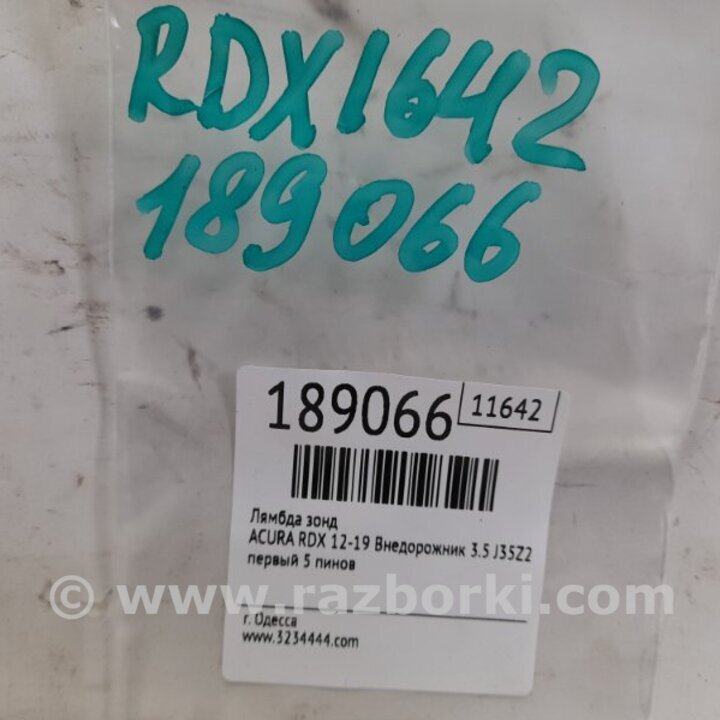 RDX1642
189066
189066
11642
Лямбда зонд
ACURA RDX 12-19 Внедорожник 3.5 J35Z2
первый 5 пинов
© www.razborki.com
г. Одесса
www.3234444.com